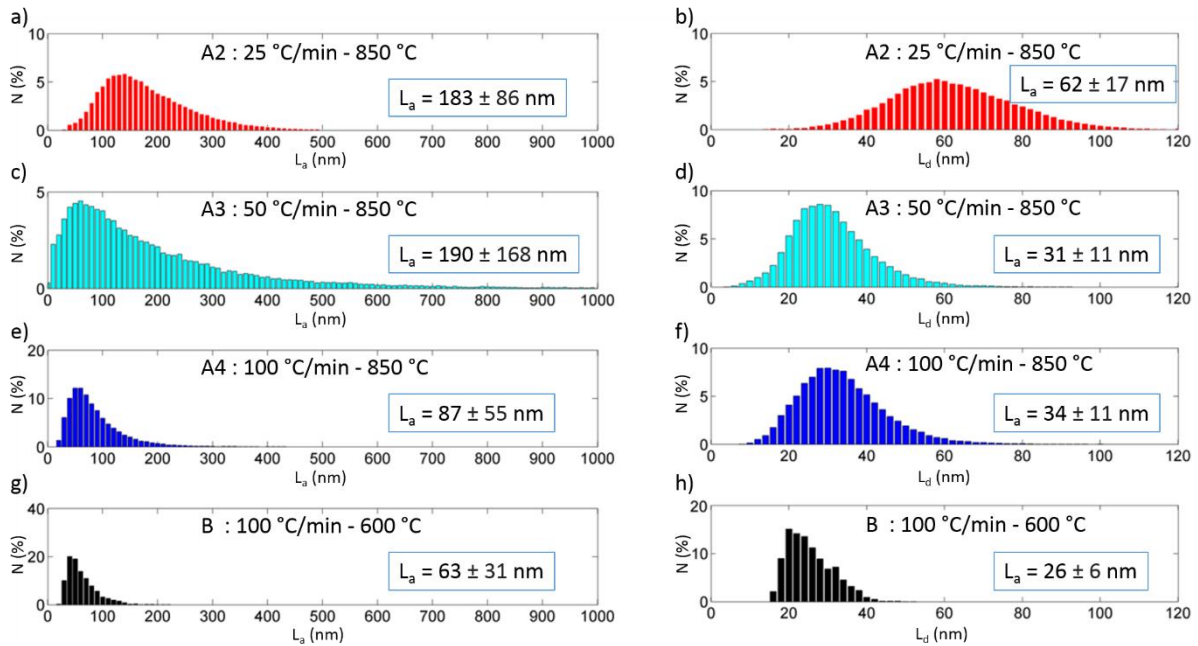 a)
A2 : 25 °C/min - 850 °C
La = 183 ± 86 nm
N (%)
10
5
0
0 100 200 300 400 500 600 700 800 900 1000
La (nm)
b)
A2 : 25 °C/min - 850 °C
La = 62 ± 17 nm
N (%)
10
5
0
0 20 40 60 80 100 120
Ld (nm)
c)
A3 : 50 °C/min - 850 °C
La = 190 ± 168 nm
N (%)
5
0
0 100 200 300 400 500 600 700 800 900 1000
La (nm)
d)
A3 : 50 °C/min - 850 °C
La = 31 ± 11 nm
N (%)
10
5
0
0 20 40 60 80 100 120
Ld (nm)
e)
A4 : 100 °C/min - 850 °C
La = 87 ± 55 nm
N (%)
20
10
0
0 100 200 300 400 500 600 700 800 900 1000
La (nm)
f)
A4 : 100 °C/min - 850 °C
La = 34 ± 11 nm
N (%)
10
5
0
0 20 40 60 80 100 120
Ld (nm)
g)
B : 100 °C/min - 600 °C
La = 63 ± 31 nm
N (%)
40
20
0
0 100 200 300 400 500 600 700 800 900 1000
La (nm)
h)
B : 100 °C/min - 600 °C
La = 26 ± 6 nm
N (%)
20
10
0
0 20 40 60 80 100 120
Ld (nm)